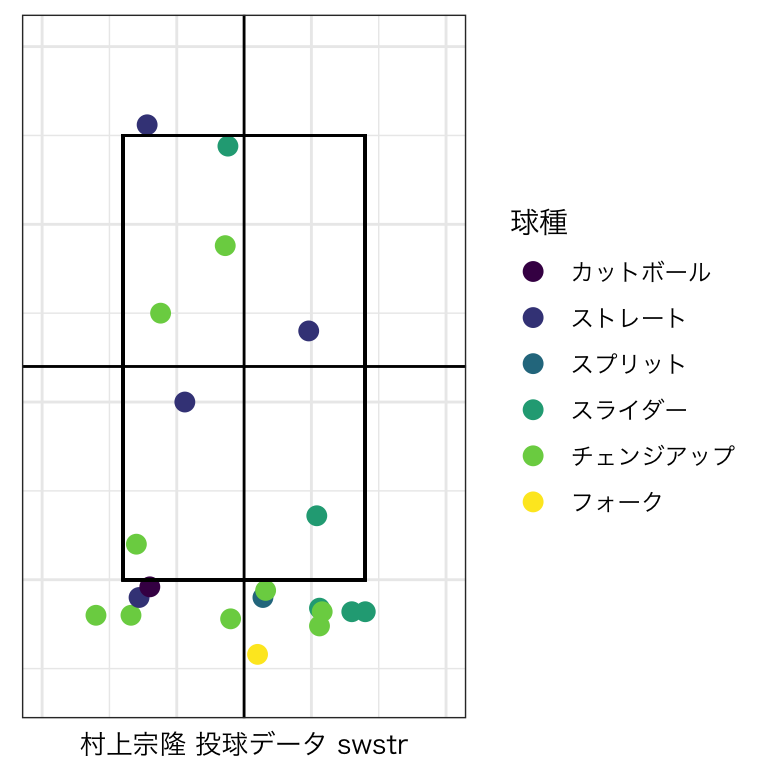 球種
カットボール
ストレート
スプリット
スライダー
チェンジアップ
フォーク
村上宗隆 投球データ swstr